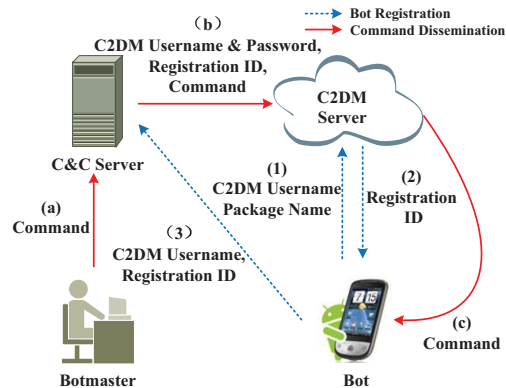 Bot Registration
Command Dissemination
(b)
C2DM Username & Password,
Registration ID,
Command
C2DM
Server
C&C Server
(1)
C2DM Username
Package Name
(2)
Registration
ID
(a)
Command
(3)
C2DM Username,
Registration ID
(c)
Command
Botmaster
Bot